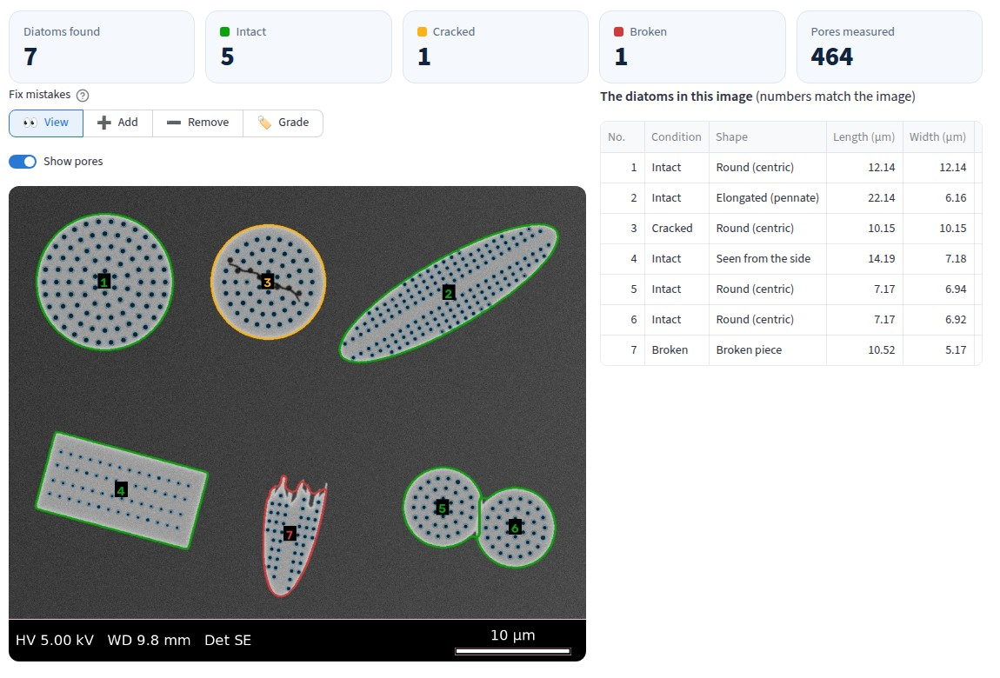 Diatoms found
7
Intact
5
Cracked
1
Broken
1
Pores measured
464
Fix mistakes ?
View Add Remove Grade
Show pores
1
3
2
4
7
5
6
HV 5.00 kV WD 9.8 mm Det SE
10 µm
The diatoms in this image (numbers match the image)
No. Condition Shape Length (µm) Width (µm)
1 Intact Round (centric) 12.14 12.14
2 Intact Elongated (pennate) 22.14 6.16
3 Cracked Round (centric) 10.15 10.15
4 Intact Seen from the side 14.19 7.18
5 Intact Round (centric) 7.17 6.94
6 Intact Round (centric) 7.17 6.92
7 Broken Broken piece 10.52 5.17